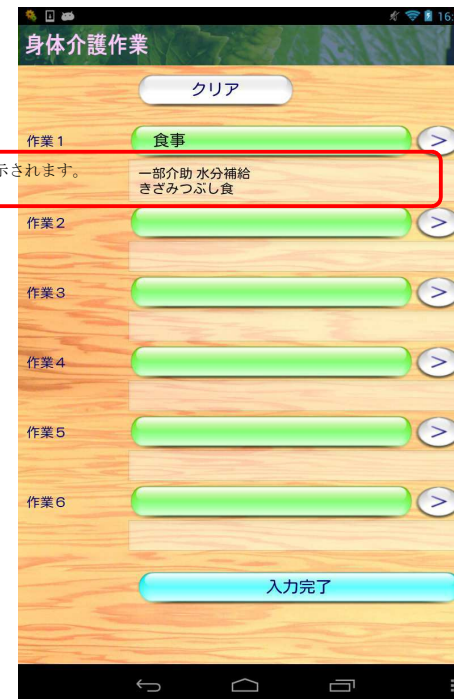 16:
身体介護作業
クリア
作業1
食事
>
示されます。
一部介助 水分補給
きざみつぶし食
作業2
>
作業3
>
作業4
>
作業5
>
作業6
>
入力完了